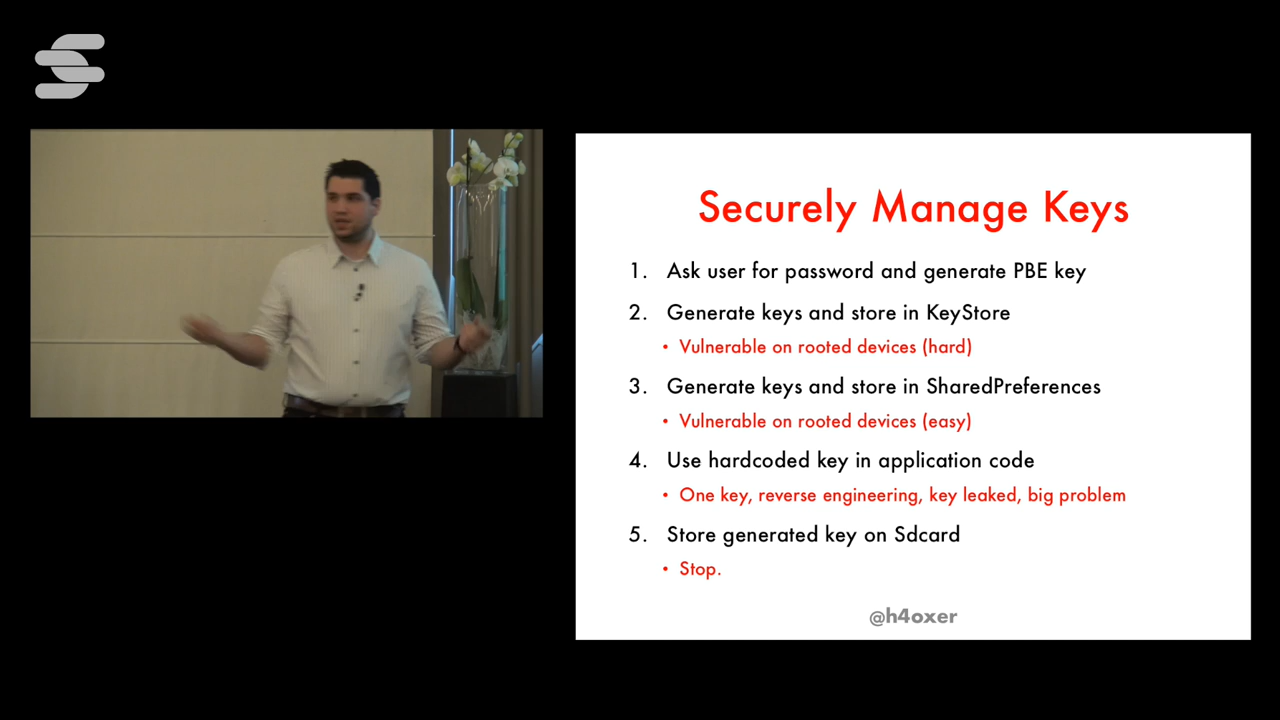 Securely Manage Keys
1. Ask user for password and generate PBE key
2. Generate keys and store in KeyStore
• Vulnerable on rooted devices (hard)
3. Generate keys and store in SharedPreferences
• Vulnerable on rooted devices (easy)
4. Use hardcoded key in application code
• One key, reverse engineering, key leaked, big problem
5. Store generated key on Sdcard
• Stop.
@h4oxer